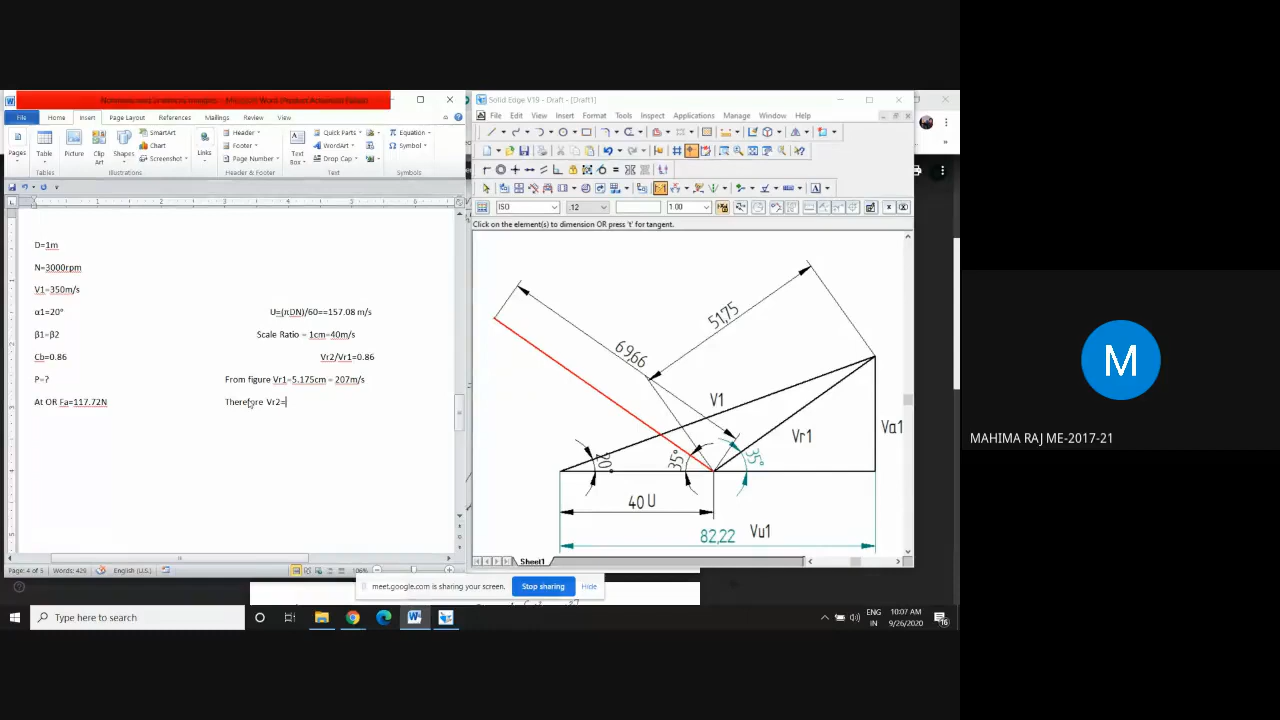 File Home Insert Page Layout References Mailings Review View
Pages Table Picture Clip Art Shapes SmartArt Chart Screenshot Links Header Footer Page Number Text Box Quick Parts WordArt Drop Cap Equation Symbol
Tables Illustrations Header & Footer Text Symbols
D=1m
N=3000rpm
V1=350m/s
α1=20° U=(πDN)/60==157.08 m/s
β1=β2 Scale Ratio – 1cm=40m/s
Cb=0.86 Vr2/Vr1=0.86
P=? From figure Vr1=5.175cm = 207m/s
At OR Fa=117.72N Therefore Vr2=
Page: 4 of 5 Words: 429 English (U.S.) 106%
Solid Edge V19 - Draft - [Draft1]
File Edit View Insert Format Tools Inspect Applications Manage Window Help
ISO .12 1.00
Click on the element(s) to dimension OR press 't' for tangent.
51,75
69,66
V1
Vr1
Va1
20°
35°
35°
40 U
82,22 Vu1
Sheet1
meet.google.com is sharing your screen. Stop sharing Hide
Type here to search
ENG
IN
10:07 AM
9/26/2020
M
MAHIMA RAJ ME-2017-21